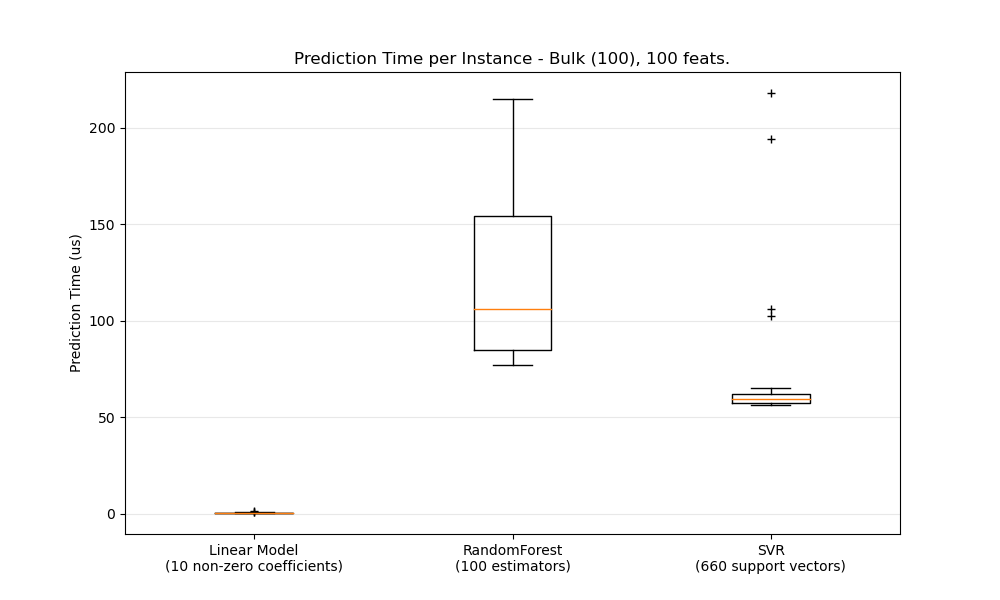 Prediction Time per Instance - Bulk (100), 100 feats.
Prediction Time (us)
200
150
100
50
0
Linear Model
(10 non-zero coefficients)
RandomForest
(100 estimators)
SVR
(660 support vectors)